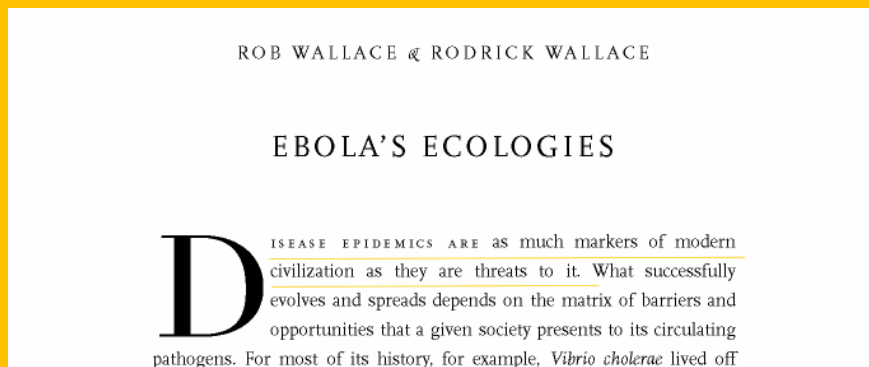 ROB WALLACE & RODRICK WALLACE
EBOLA'S ECOLOGIES
DISEASE EPIDEMICS ARE as much markers of modern
civilization as they are threats to it. What successfully
evolves and spreads depends on the matrix of barriers and
opportunities that a given society presents to its circulating
pathogens. For most of its history, for example, Vibrio cholerae lived off